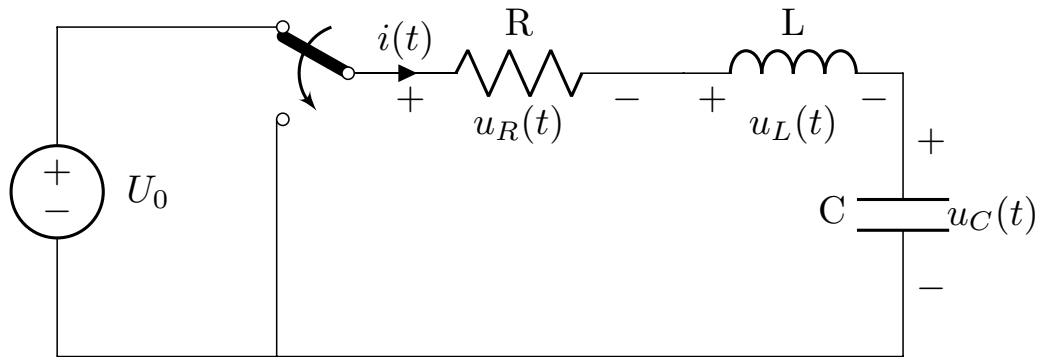 R
L
i(t)
+
−
+
−
u_R(t)
u_L(t)
+
+
−
U_0
C
u_C(t)
−